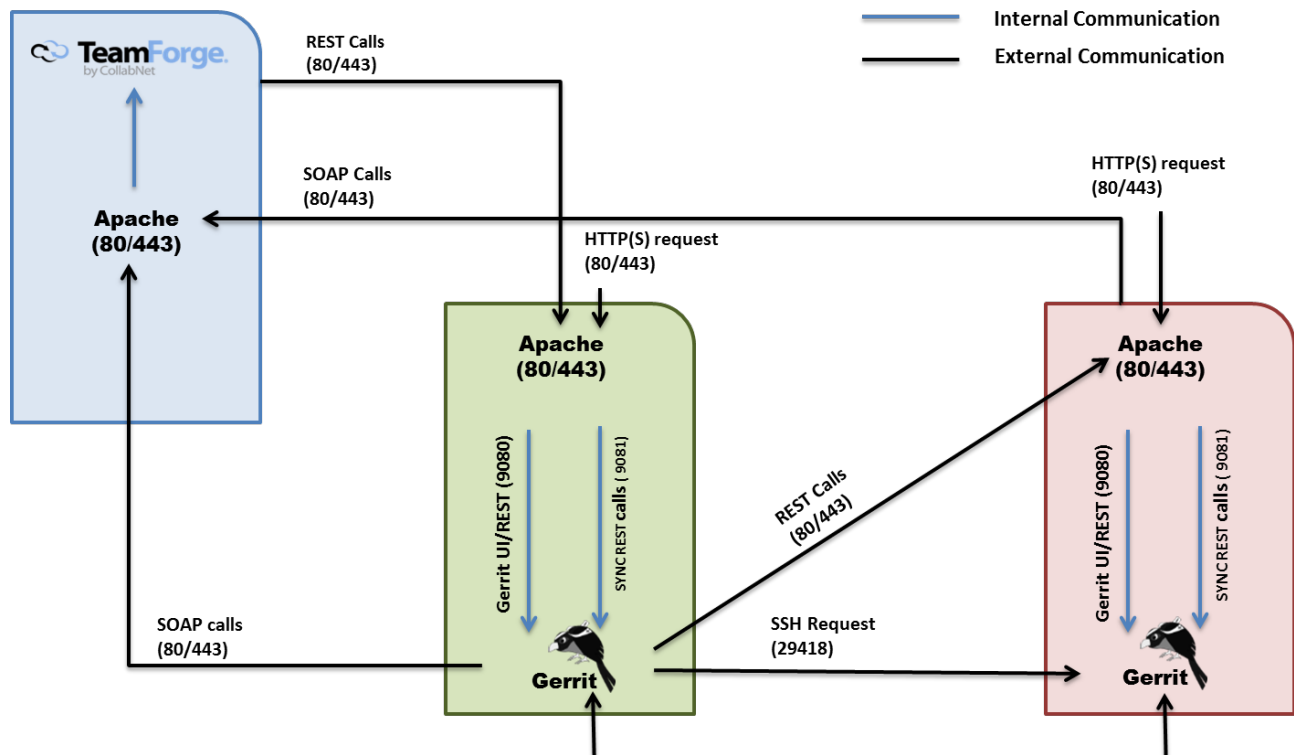 Internal Communication
External Communication
TeamForge.
by CollabNet
REST Calls
(80/443)
SOAP Calls
(80/443)
HTTP(S) request
(80/443)
Apache
(80/443)
HTTP(S) request
(80/443)
Apache
(80/443)
Apache
(80/443)
Gerrit UI/REST (9080)
SYNC REST calls ( 9081)
REST Calls
(80/443)
Gerrit UI/REST (9080)
SYNC REST calls ( 9081)
SOAP calls
(80/443)
SSH Request
(29418)
Gerrit
Gerrit